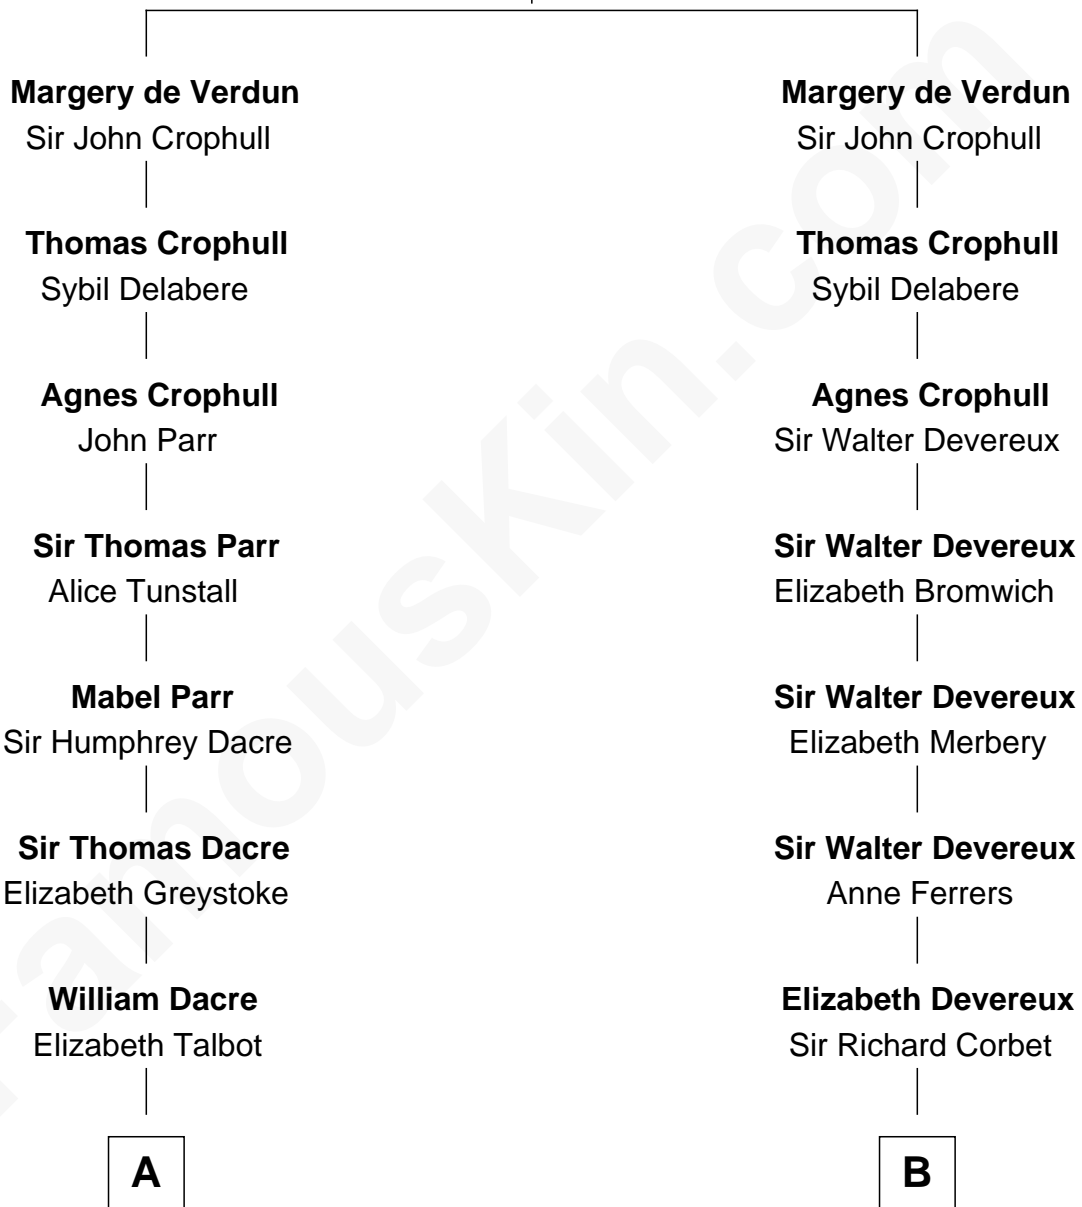 Margery de Verdun
Sir John Crophull
Thomas Crophull
Sybil Delabere
Agnes Crophull
John Parr
Sir Thomas Parr
Alice Tunstall
Mabel Parr
Sir Humphrey Dacre
Sir Thomas Dacre
Elizabeth Greystoke
William Dacre
Elizabeth Talbot
A
Margery de Verdun
Sir John Crophull
Thomas Crophull
Sybil Delabere
Agnes Crophull
Sir Walter Devereux
Sir Walter Devereux
Elizabeth Bromwich
Sir Walter Devereux
Elizabeth Merbery
Sir Walter Devereux
Anne Ferrers
Elizabeth Devereux
Sir Richard Corbet
B
FamousKin.com